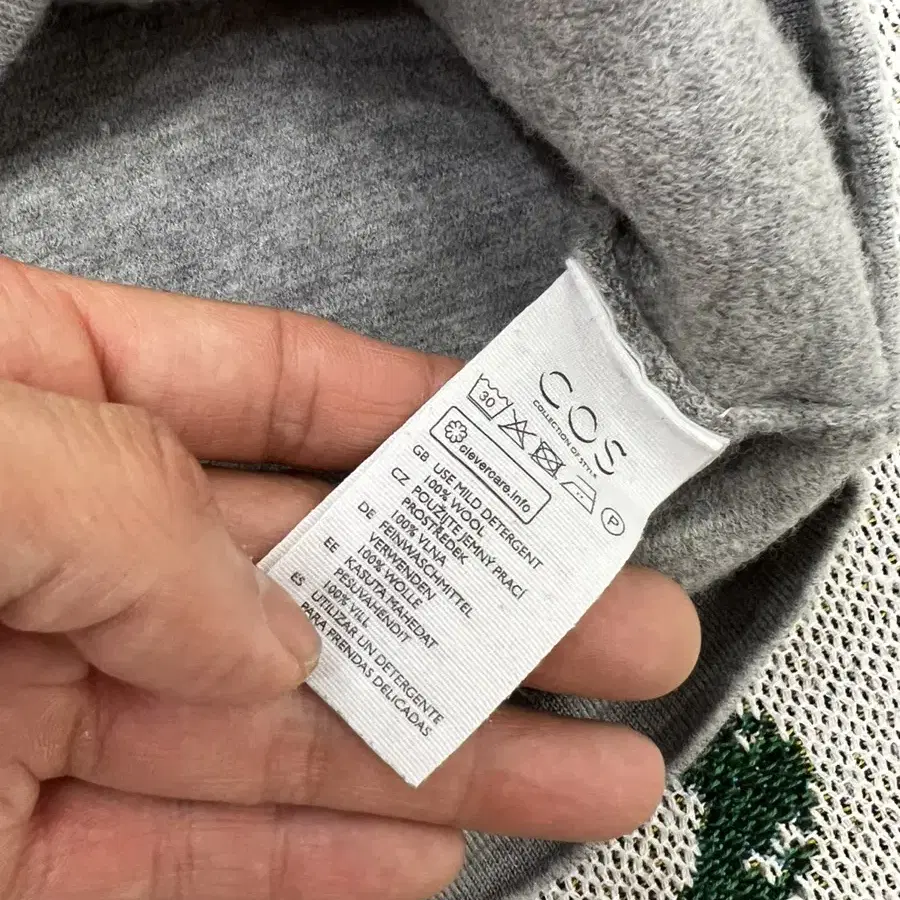 COS
COLLECTION OF STYLE
30
P
clevercare.info
GB USE MILD DETERGENT
100% WOOL
CZ POUŽIJTE JEMNÝ PRACÍ
PROSTŘEDEK
100% VLNA
DE FEINWASCHMITTEL
VERWENDEN
100% WOLLE
EE KASUTA MAHEDAT
PESUVAHENDIT
100% VILL
ES UTILIZAR UN DETERGENTE
PARA PRENDAS DELICADAS